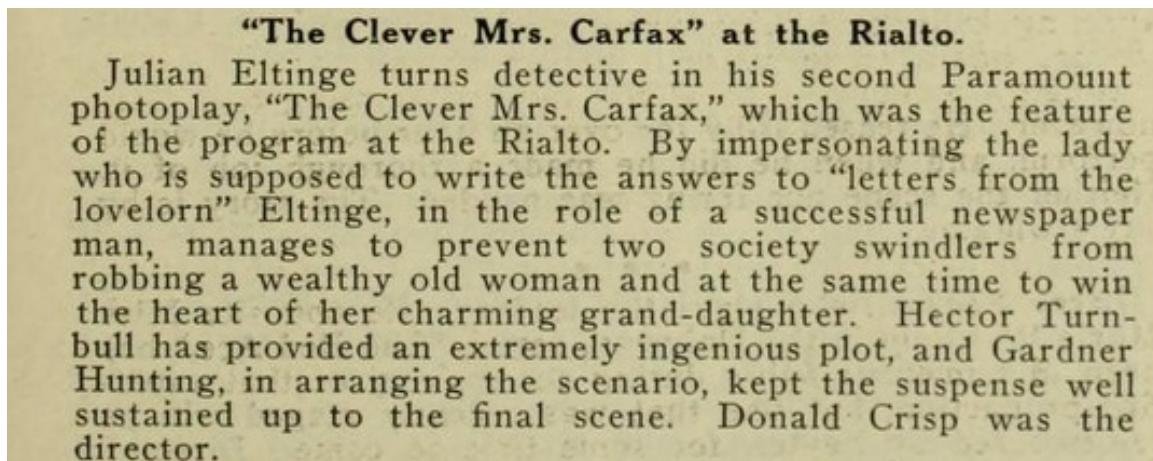 “The Clever Mrs. Carfax” at the Rialto.
Julian Eltinge turns detective in his second Paramount
photoplay, “The Clever Mrs. Carfax,” which was the feature
of the program at the Rialto. By impersonating the lady
who is supposed to write the answers to “letters from the
lovelorn” Eltinge, in the role of a successful newspaper
man, manages to prevent two society swindlers from
robbing a wealthy old woman and at the same time to win
the heart of her charming grand-daughter. Hector Turn-
bull has provided an extremely ingenious plot, and Gardner
Hunting, in arranging the scenario, kept the suspense well
sustained up to the final scene. Donald Crisp was the
director.